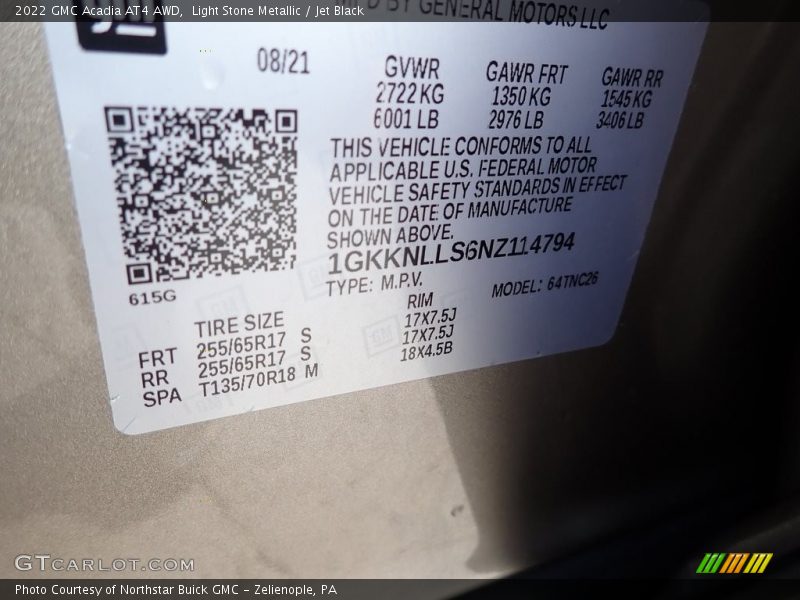 2022 GMC Acadia AT4 AWD, Light Stone Metallic / Jet Black
GM
BY GENERAL MOTORS LLC
08/21
GVWR GAWR FRT GAWR RR
2722 KG 1350 KG 1545 KG
6001 LB 2976 LB 3406 LB
THIS VEHICLE CONFORMS TO ALL
APPLICABLE U.S. FEDERAL MOTOR
VEHICLE SAFETY STANDARDS IN EFFECT
ON THE DATE OF MANUFACTURE
SHOWN ABOVE.
1GKKNLLS6NZ114794
615G
TYPE: M.P.V. MODEL: 64TNC26
TIRE SIZE RIM
FRT 255/65R17 S 17X7.5J
RR 255/65R17 S 17X7.5J
SPA T135/70R18 M 18X4.5B
GTCARLOT.COM
Photo Courtesy of Northstar Buick GMC - Zelienople, PA